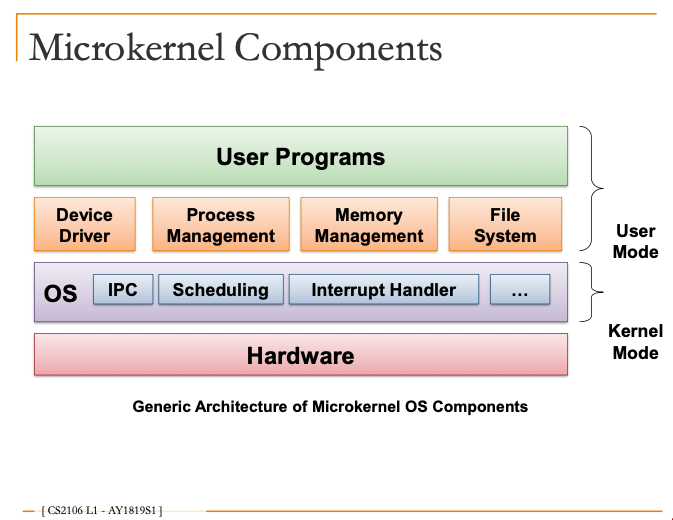 Microkernel Components
User Programs
Device
Driver
Process
Management
Memory
Management
File
System
User
Mode
OS
IPC
Scheduling
Interrupt Handler
…
Kernel
Mode
Hardware
Generic Architecture of Microkernel OS Components
[ CS2106 L1 - AY1819S1 ]